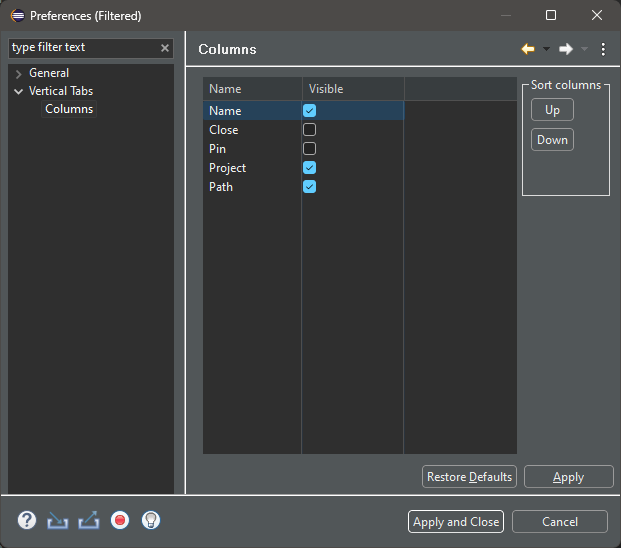 Preferences (Filtered)
type filter text
General
Vertical Tabs
Columns
Columns
Name Visible
Name
Close
Pin
Project
Path
Sort columns
Up
Down
Restore Defaults
Apply
Apply and Close
Cancel